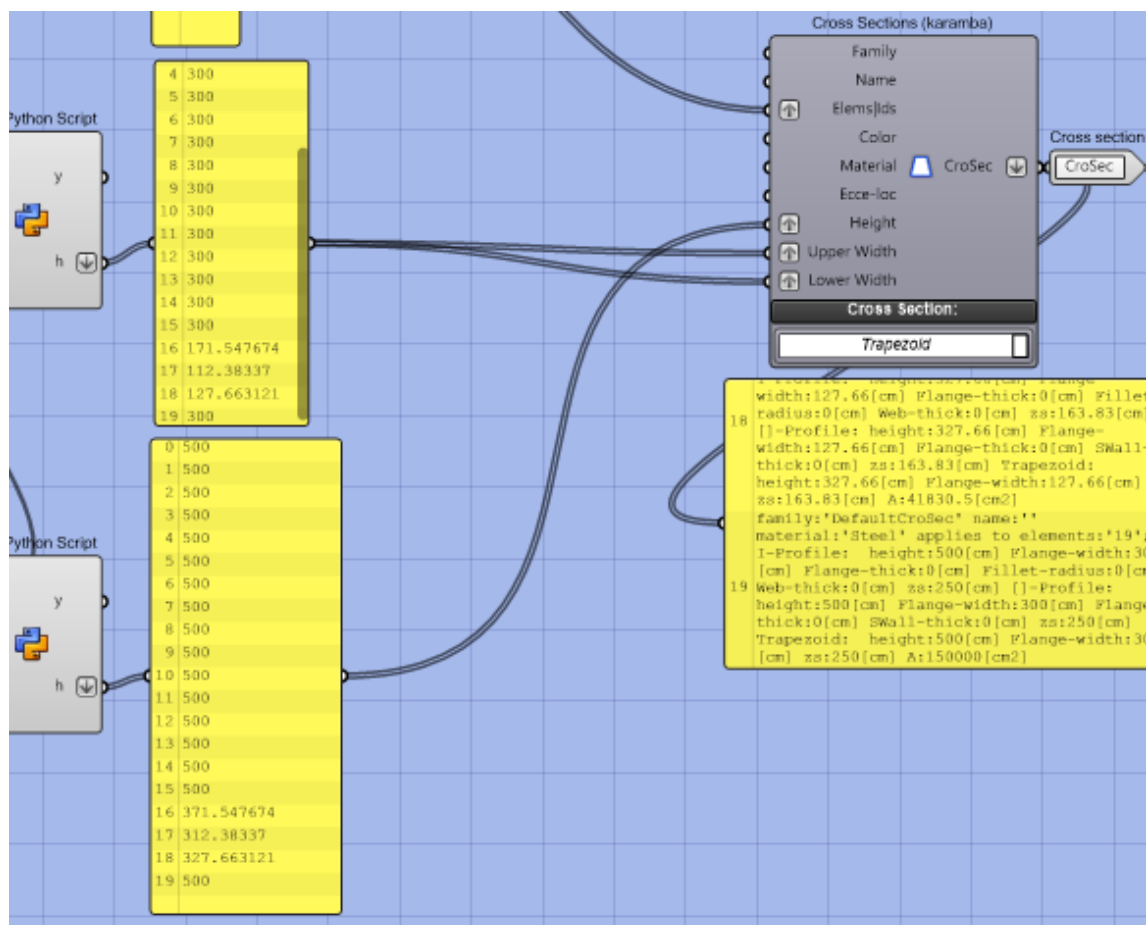 Cross Sections (karamba)
Family
Name
Elems|Ids
Color
Material
CroSec
Ecce-loc
Height
Upper Width
Lower Width
Cross Section:
Trapezoid
Cross section
CroSec
Python Script
y
h
4 300
5 300
6 300
7 300
8 300
9 300
10 300
11 300
12 300
13 300
14 300
15 300
16 171.547674
17 112.38337
18 127.663121
19 300
Python Script
y
h
0 500
1 500
2 500
3 500
4 500
5 500
6 500
7 500
8 500
9 500
10 500
11 500
12 500
13 500
14 500
15 500
16 371.547674
17 312.38337
18 327.663121
19 500
I-Profile: height:327.66[cm] Flange-
width:127.66[cm] Flange-thick:0[cm] Fillet
18 radius:0[cm] Web-thick:0[cm] zs:163.83[cm]
[]-Profile: height:327.66[cm] Flange-
width:127.66[cm] Flange-thick:0[cm] SWall-
thick:0[cm] zs:163.83[cm] Trapezoid:
height:327.66[cm] Flange-width:127.66[cm]
zs:163.83[cm] A:41830.5[cm2]
family:'DefaultCroSec' name:''
material:'Steel' applies to elements:'19';
I-Profile: height:500[cm] Flange-width:30
[cm] Flange-thick:0[cm] Fillet-radius:0[cm
19 Web-thick:0[cm] zs:250[cm] []-Profile:
height:500[cm] Flange-width:300[cm] Flange
thick:0[cm] SWall-thick:0[cm] zs:250[cm]
Trapezoid: height:500[cm] Flange-width:30
[cm] zs:250[cm] A:150000[cm2]